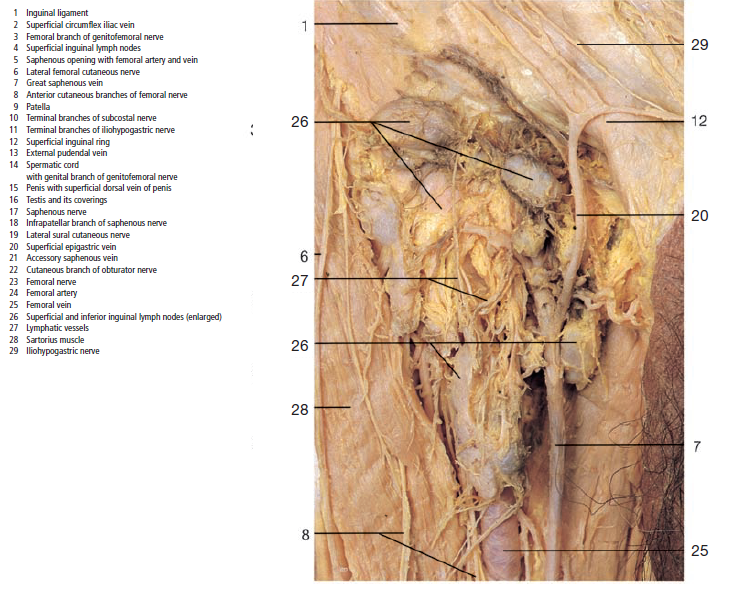 1 Inguinal ligament
2 Superficial circumflex iliac vein
3 Femoral branch of genitofemoral nerve
4 Superficial inguinal lymph nodes
5 Saphenous opening with femoral artery and vein
6 Lateral femoral cutaneous nerve
7 Great saphenous vein
8 Anterior cutaneous branches of femoral nerve
9 Patella
10 Terminal branches of subcostal nerve
11 Terminal branches of iliohypogastric nerve
12 Superficial inguinal ring
13 External pudendal vein
14 Spermatic cord
with genital branch of genitofemoral nerve
15 Penis with superficial dorsal vein of penis
16 Testis and its coverings
17 Saphenous nerve
18 Infrapatellar branch of saphenous nerve
19 Lateral sural cutaneous nerve
20 Superficial epigastric vein
21 Accessory saphenous vein
22 Cutaneous branch of obturator nerve
23 Femoral nerve
24 Femoral artery
25 Femoral vein
26 Superficial and inferior inguinal lymph nodes (enlarged)
27 Lymphatic vessels
28 Sartorius muscle
29 Iliohypogastric nerve
1
26
6
27
26
28
8
29
12
20
7
25